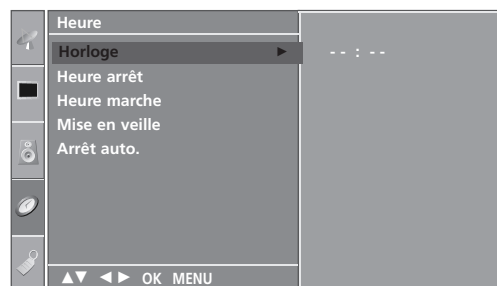 Heure
Horloge ► -- : --
Heure arrêt
Heure marche
Mise en veille
Arrêt auto.
▲▼ ◄► OK MENU